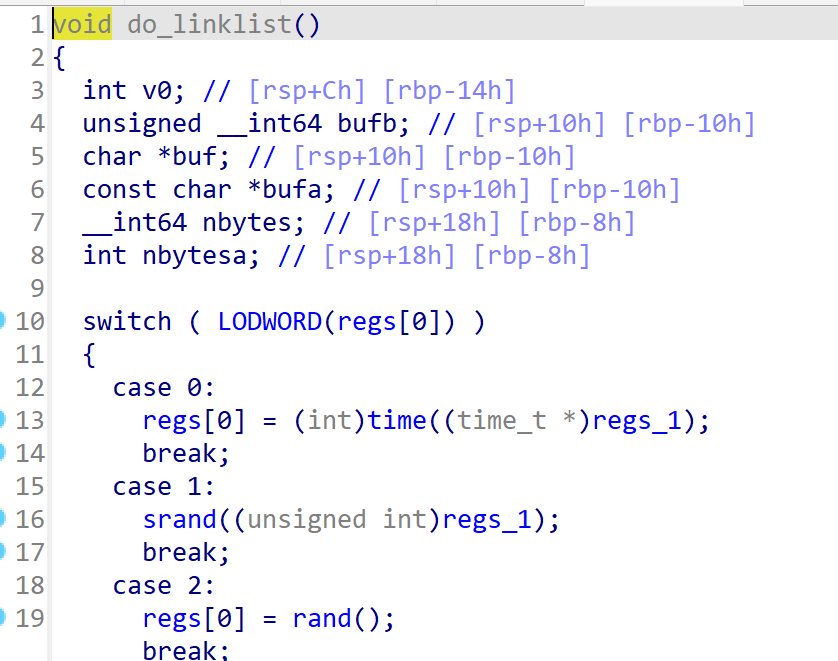 1 void do_linklist()
2 {
3 int v0; // [rsp+Ch] [rbp-14h]
4 unsigned __int64 bufb; // [rsp+10h] [rbp-10h]
5 char *buf; // [rsp+10h] [rbp-10h]
6 const char *bufa; // [rsp+10h] [rbp-10h]
7 __int64 nbytes; // [rsp+18h] [rbp-8h]
8 int nbytesa; // [rsp+18h] [rbp-8h]
9
10 switch ( LODWORD(regs[0]) )
11 {
12 case 0:
13 regs[0] = (int)time((time_t *)regs_1);
14 break;
15 case 1:
16 srand((unsigned int)regs_1);
17 break;
18 case 2:
19 regs[0] = rand();
break;